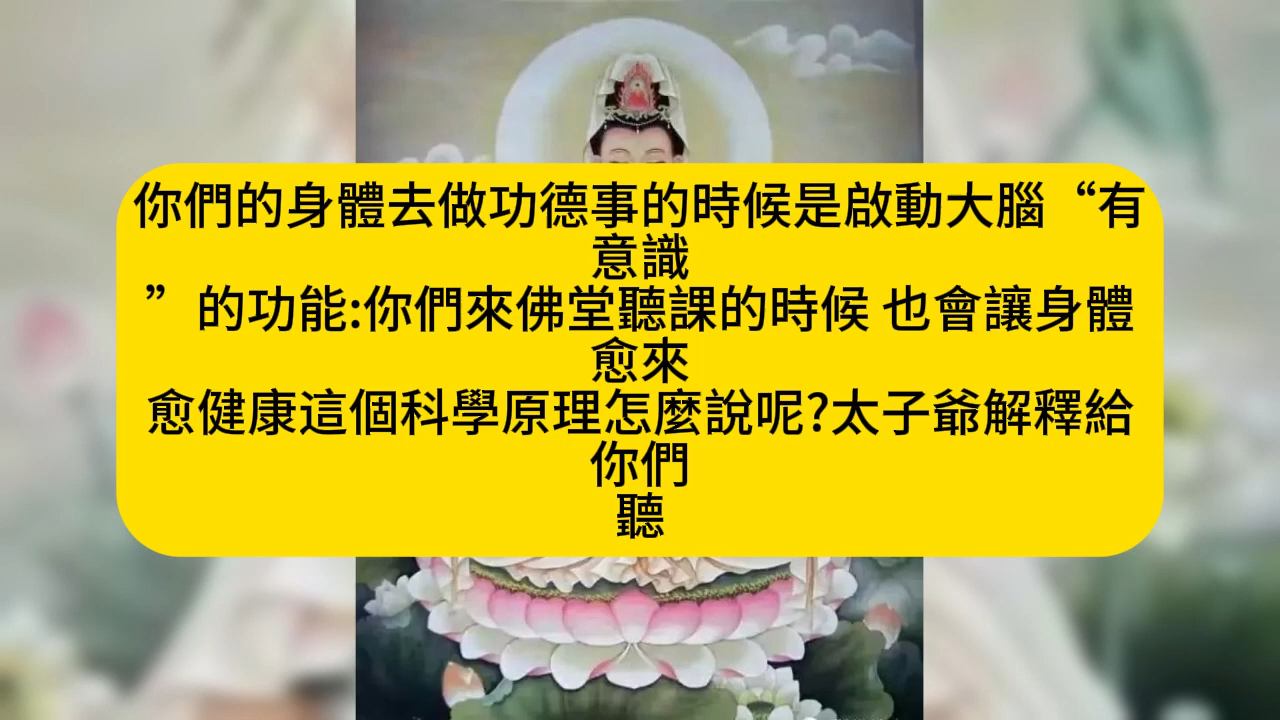 你們的身體去做功德事的時候是啟動大腦“有
意識
”的功能:你們來佛堂聽課的時候 也會讓身體
愈來
愈健康這個科學原理怎麼說呢?太子爺解釋給
你們
聽